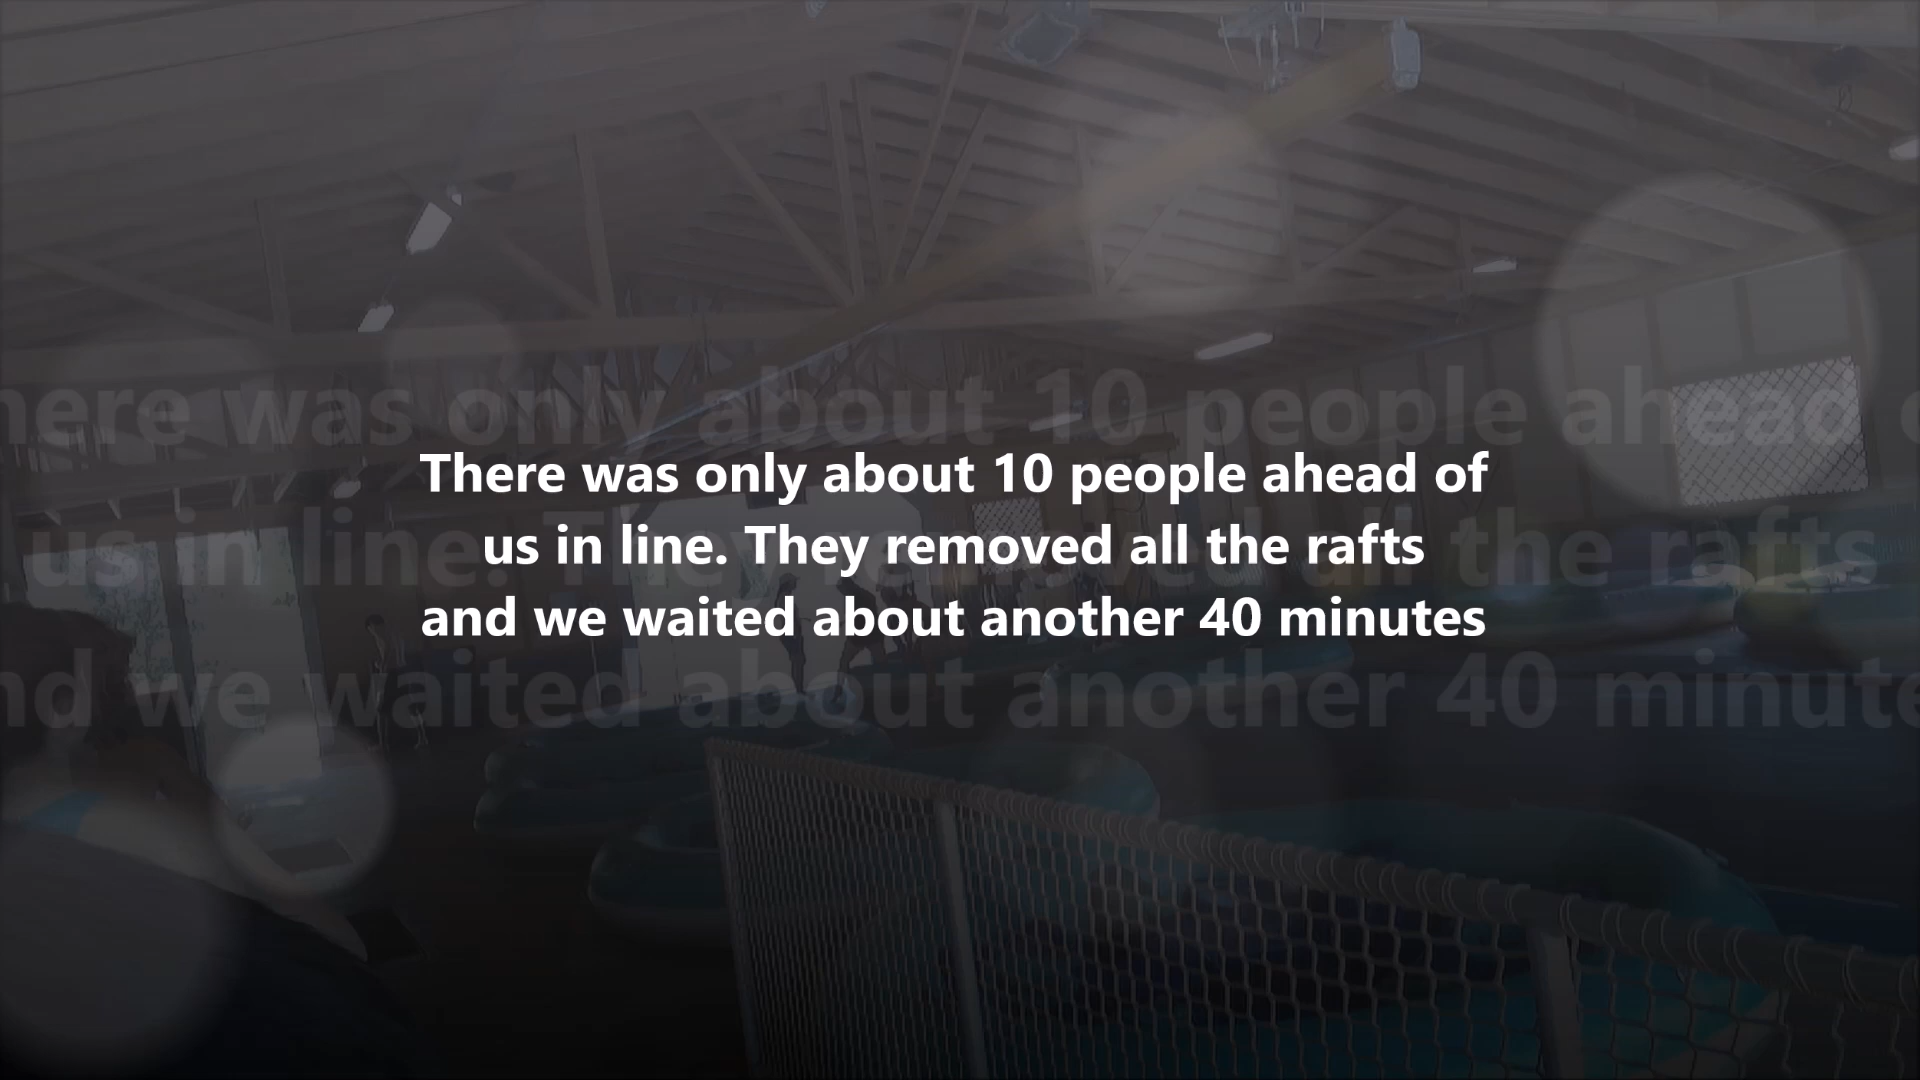 There was only about 10 people ahead of
us in line. They removed all the rafts
and we waited about another 40 minutes